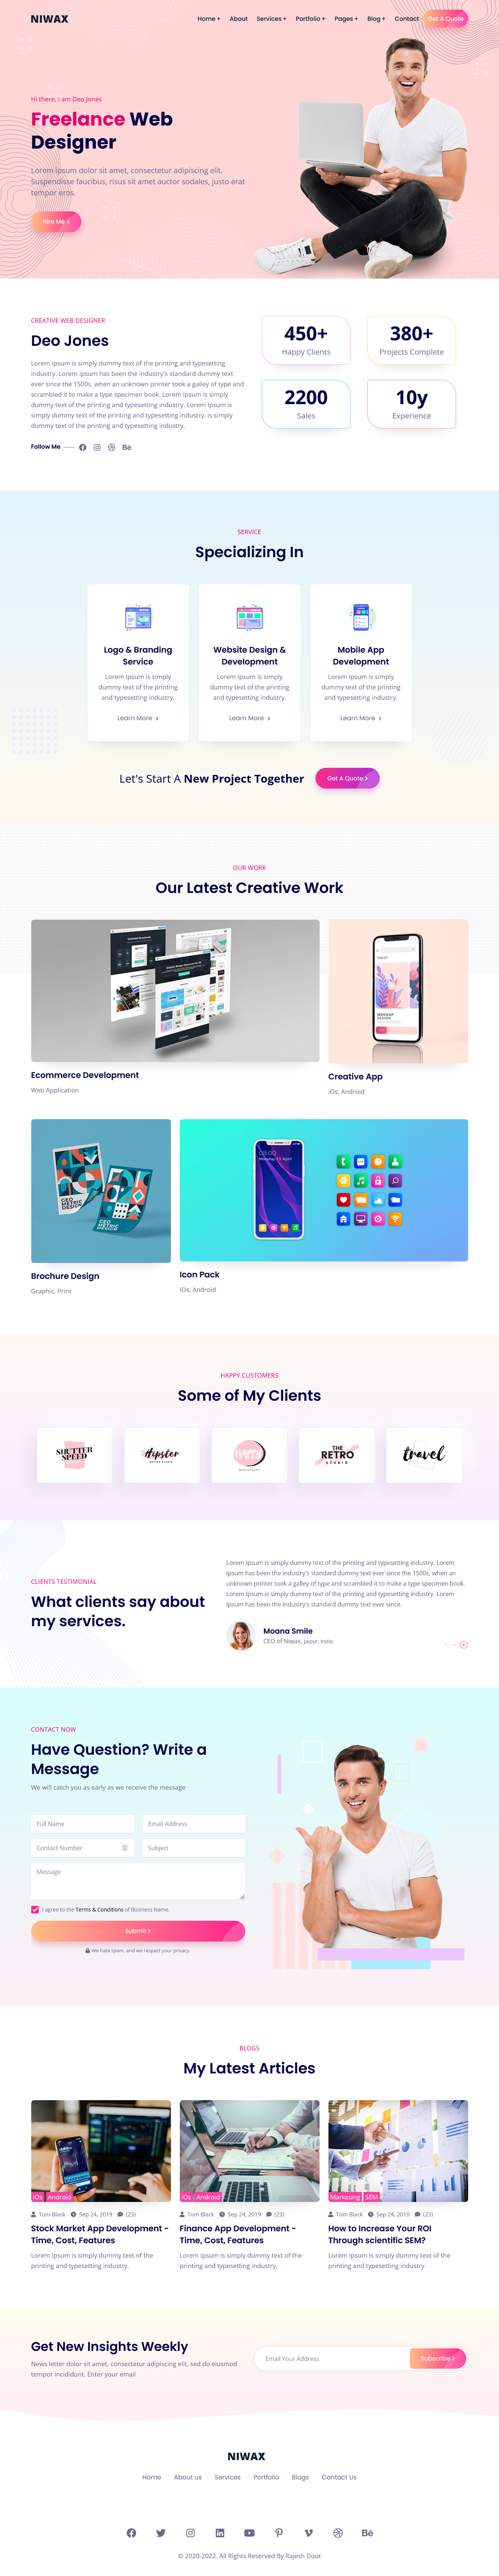 NIWAX
Home + About Services + Portfolio + Pages + Blog + Contact Get A Quote
Hi there, I am Deo Jones
Freelance Web
Designer
Lorem ipsum dolor sit amet, consectetur adipiscing elit.
Suspendisse faucibus, risus sit amet auctor sodales, justo erat
tempor eros.
Hire Me
CREATIVE WEB DESIGNER
Deo Jones
Lorem Ipsum is simply dummy text of the printing and typesetting
industry. Lorem Ipsum has been the industry's standard dummy text
ever since the 1500s, when an unknown printer took a galley of type and
scrambled it to make a type specimen book. Lorem Ipsum is simply
dummy text of the printing and typesetting industry. Lorem Ipsum is
simply dummy text of the printing and typesetting industry. is simply
dummy text of the printing and typesetting industry.
Follow Me
450+
Happy Clients
380+
Projects Complete
2200
Sales
10y
Experience
SERVICE
Specializing In
Logo & Branding
Service
Lorem Ipsum is simply
dummy text of the printing
and typesetting industry.
Learn More
Website Design &
Development
Lorem Ipsum is simply
dummy text of the printing
and typesetting industry.
Learn More
Mobile App
Development
Lorem Ipsum is simply
dummy text of the printing
and typesetting industry.
Learn More
Let's Start A New Project Together
Get A Quote
OUR WORK
Our Latest Creative Work
Ecommerce Development
Web Application
Creative App
iOs, Android
GEO
METRIC
DESIGN
GEO
METRIC
DESIGN
Brochure Design
Graphic, Print
Icon Pack
iOs, Android
HAPPY CUSTOMERS
Some of My Clients
SHUTTER
SPEED
Hipster
DESIGN STUDIO
HAPPY
THE
RETRO
STUDIO
travel
CLIENTS TESTIMONIAL
What clients say about
my services.
Lorem Ipsum is simply dummy text of the printing and typesetting industry. Lorem
Ipsum has been the industry's standard dummy text ever since the 1500s, when an
unknown printer took a galley of type and scrambled it to make a type specimen book.
Lorem Ipsum is simply dummy text of the printing and typesetting industry. Lorem
Ipsum has been the industry's standard dummy text ever since.
Moana Smile
CEO of Niwax, Jaipur, India
CONTACT NOW
Have Question? Write a
Message
We will catch you as early as we receive the message
Full Name
Email Address
Contact Number
Subject
Message
I agree to the Terms & Conditions of Business Name.
Submit
We hate spam, and we respect your privacy.
BLOGS
My Latest Articles
iOs Android
Tom Black Sep 24, 2019 (23)
Stock Market App Development -
Time, Cost, Features
Lorem Ipsum is simply dummy text of the
printing and typesetting industry.
iOs Android
Tom Black Sep 24, 2019 (23)
Finance App Development -
Time, Cost, Features
Lorem Ipsum is simply dummy text of the
printing and typesetting industry.
Marketing SEM
Tom Black Sep 24, 2019 (23)
How to Increase Your ROI
Through scientific SEM?
Lorem Ipsum is simply dummy text of the
printing and typesetting industry.
Get New Insights Weekly
News letter dolor sit amet, consectetur adipiscing elit, sed do eiusmod
tempor incididunt. Enter your email
Email Your Address
Subscribe
NIWAX
Home About us Services Portfolio Blogs Contact Us
Bē
© 2020-2022. All Rights Reserved By Rajesh Doot